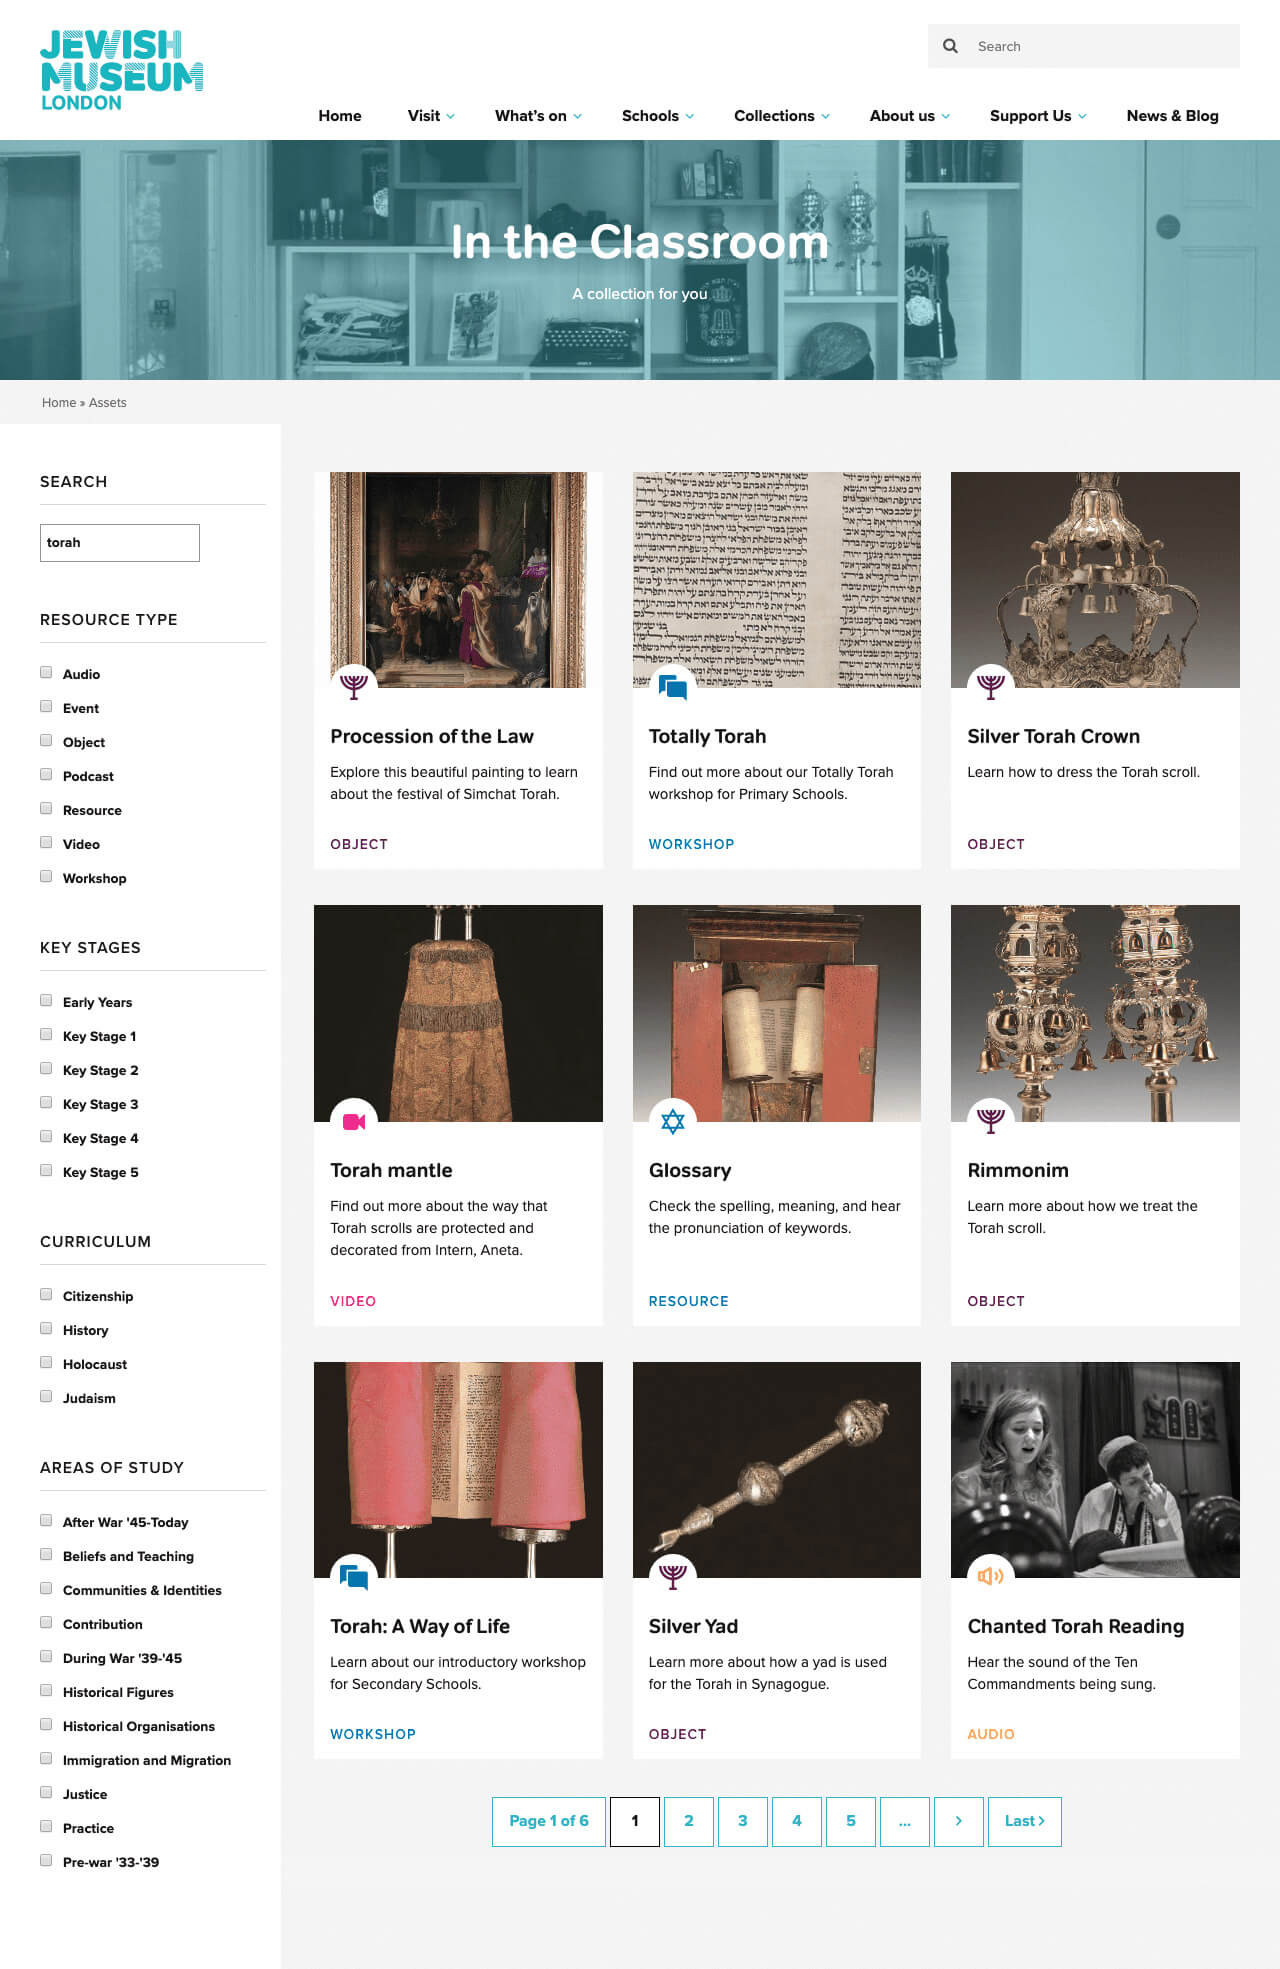 JEWISH
MUSEUM
LONDON
Search
Home
Visit
What's on
Schools
Collections
About us
Support Us
News & Blog
In the Classroom
A collection for you
Home » Assets
SEARCH
torah
RESOURCE TYPE
Audio
Event
Object
Podcast
Resource
Video
Workshop
KEY STAGES
Early Years
Key Stage 1
Key Stage 2
Key Stage 3
Key Stage 4
Key Stage 5
CURRICULUM
Citizenship
History
Holocaust
Judaism
AREAS OF STUDY
After War '45-Today
Beliefs and Teaching
Communities & Identities
Contribution
During War '39-'45
Historical Figures
Historical Organisations
Immigration and Migration
Justice
Practice
Pre-war '33-'39
Procession of the Law
Explore this beautiful painting to learn
about the festival of Simchat Torah.
OBJECT
Totally Torah
Find out more about our Totally Torah
workshop for Primary Schools.
WORKSHOP
Silver Torah Crown
Learn how to dress the Torah scroll.
OBJECT
Torah mantle
Find out more about the way that
Torah scrolls are protected and
decorated from Intern, Aneta.
VIDEO
Glossary
Check the spelling, meaning, and hear
the pronunciation of keywords.
RESOURCE
Rimmonim
Learn more about how we treat the
Torah scroll.
OBJECT
Torah: A Way of Life
Learn about our introductory workshop
for Secondary Schools.
WORKSHOP
Silver Yad
Learn more about how a yad is used
for the Torah in Synagogue.
OBJECT
Chanted Torah Reading
Hear the sound of the Ten
Commandments being sung.
AUDIO
Page 1 of 6
1
2
3
4
5
...
›
Last ›